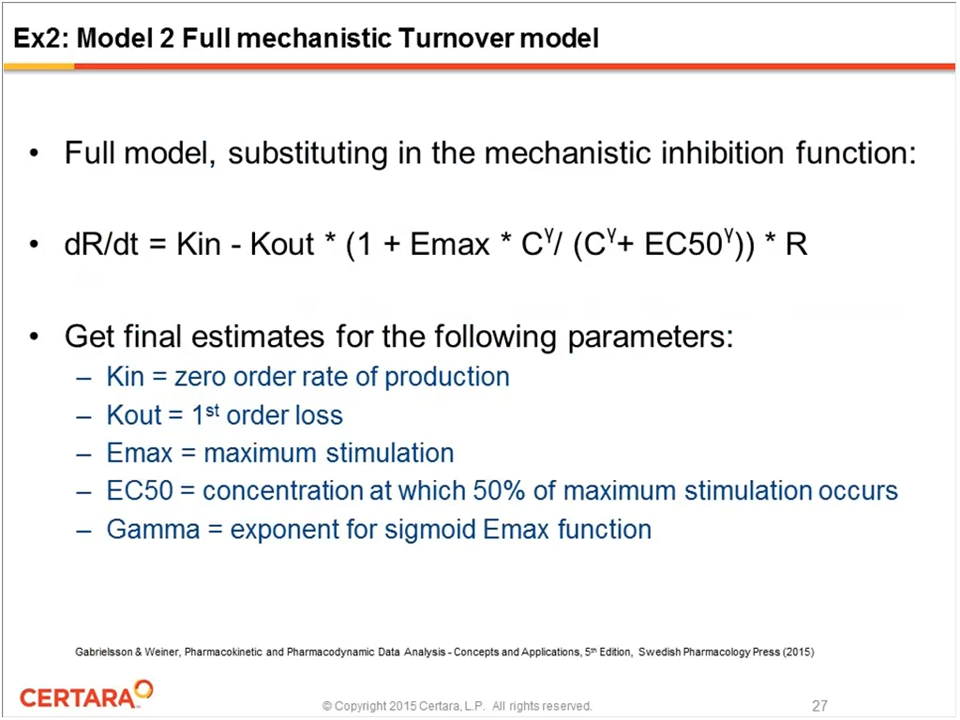 Ex2: Model 2 Full mechanistic Turnover model
• Full model, substituting in the mechanistic inhibition function:
• dR/dt = Kin - Kout * (1 + Emax * Cᵞ/ (Cᵞ+ EC50ᵞ)) * R
• Get final estimates for the following parameters:
– Kin = zero order rate of production
– Kout = 1ˢᵗ order loss
– Emax = maximum stimulation
– EC50 = concentration at which 50% of maximum stimulation occurs
– Gamma = exponent for sigmoid Emax function
Gabrielsson & Weiner, Pharmacokinetic and Pharmacodynamic Data Analysis - Concepts and Applications, 5ᵗʰ Edition, Swedish Pharmacology Press (2015)
CERTARA
© Copyright 2015 Certara, L.P. All rights reserved.
27